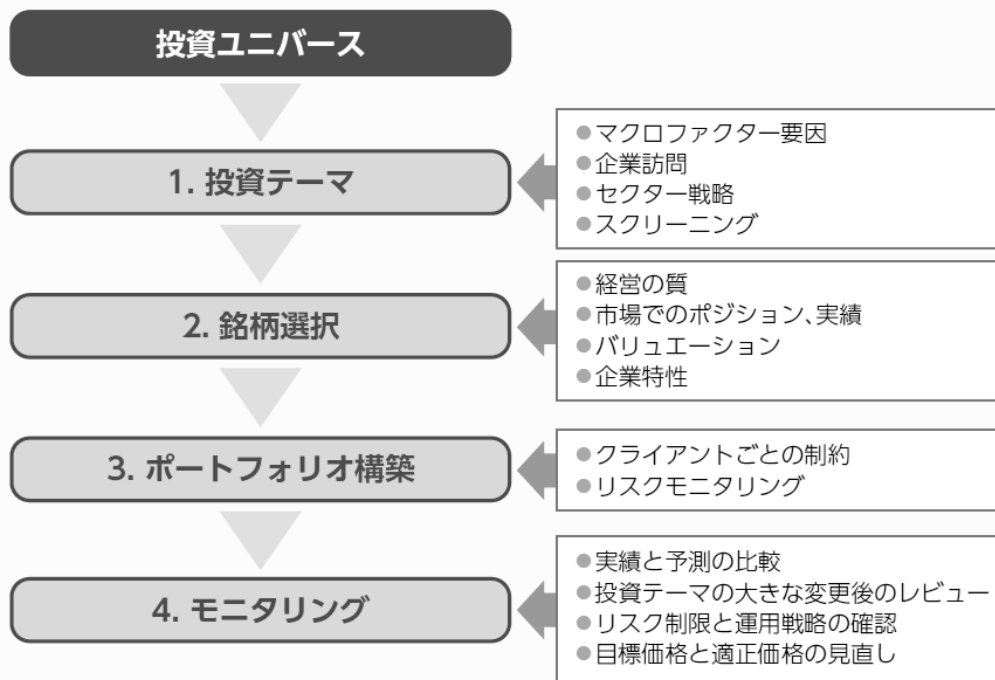 投資ユニバース
1. 投資テーマ
●マクロファクター要因
●企業訪問
●セクター戦略
●スクリーニング
2. 銘柄選択
●経営の質
●市場でのポジション、実績
●バリュエーション
●企業特性
3. ポートフォリオ構築
●クライアントごとの制約
●リスクモニタリング
4. モニタリング
●実績と予測の比較
●投資テーマの大きな変更後のレビュー
●リスク制限と運用戦略の確認
●目標価格と適正価格の見直し